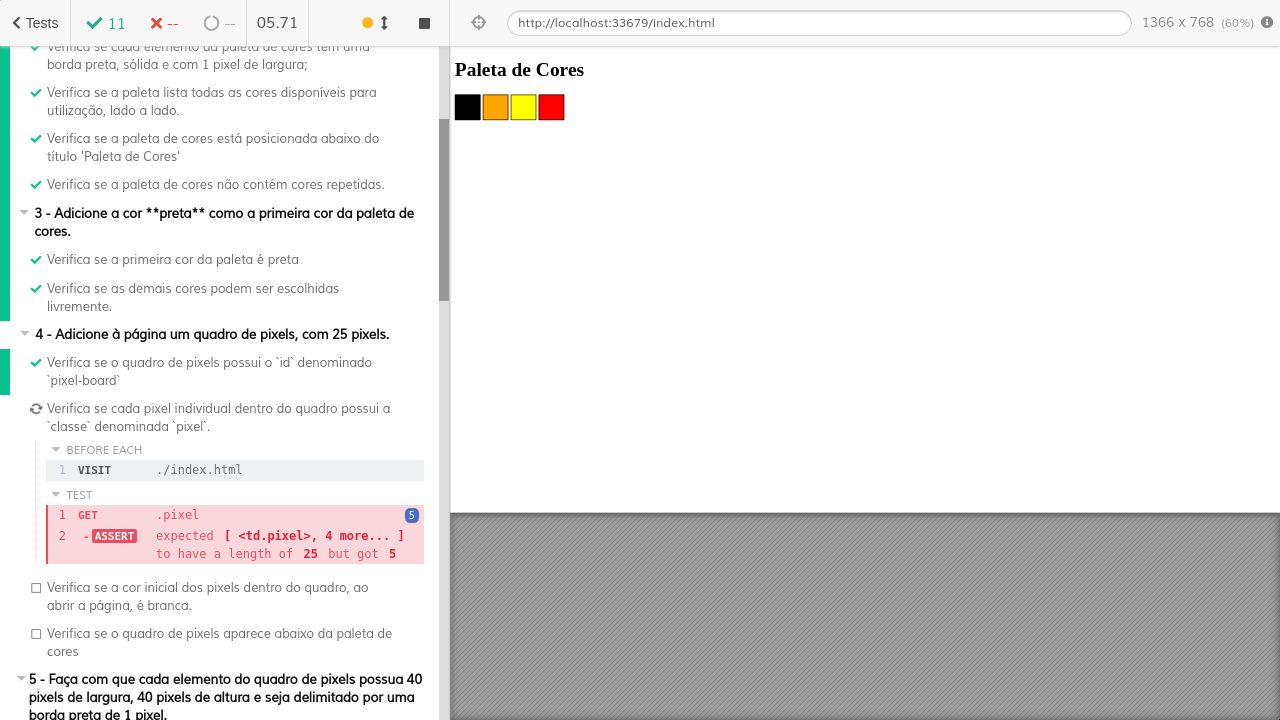 Tests
11
--
--
05.71
http://localhost:33679/index.html
1366 x 768 (60%)
Verifica se cada elemento da paleta de cores tem uma
borda preta, sólida e com 1 pixel de largura;
Verifica se a paleta lista todas as cores disponíveis para
utilização, lado a lado.
Verifica se a paleta de cores está posicionada abaixo do
título 'Paleta de Cores'
Verifica se a paleta de cores não contém cores repetidas.
3 - Adicione a cor **preta** como a primeira cor da paleta de
cores.
Verifica se a primeira cor da paleta é preta
Verifica se as demais cores podem ser escolhidas
livremente.
4 - Adicione à página um quadro de pixels, com 25 pixels.
Verifica se o quadro de pixels possui o `id` denominado
`pixel-board`
Verifica se cada pixel individual dentro do quadro possui a
`classe` denominada `pixel`.
BEFORE EACH
1 VISIT ./index.html
TEST
1 GET .pixel 5
2 - ASSERT expected [ <td.pixel>, 4 more... ]
to have a length of 25 but got 5
Verifica se a cor inicial dos pixels dentro do quadro, ao
abrir a página, é branca.
Verifica se o quadro de pixels aparece abaixo da paleta de
cores
5 - Faça com que cada elemento do quadro de pixels possua 40
pixels de largura, 40 pixels de altura e seja delimitado por uma
borda preta de 1 pixel.
Paleta de Cores